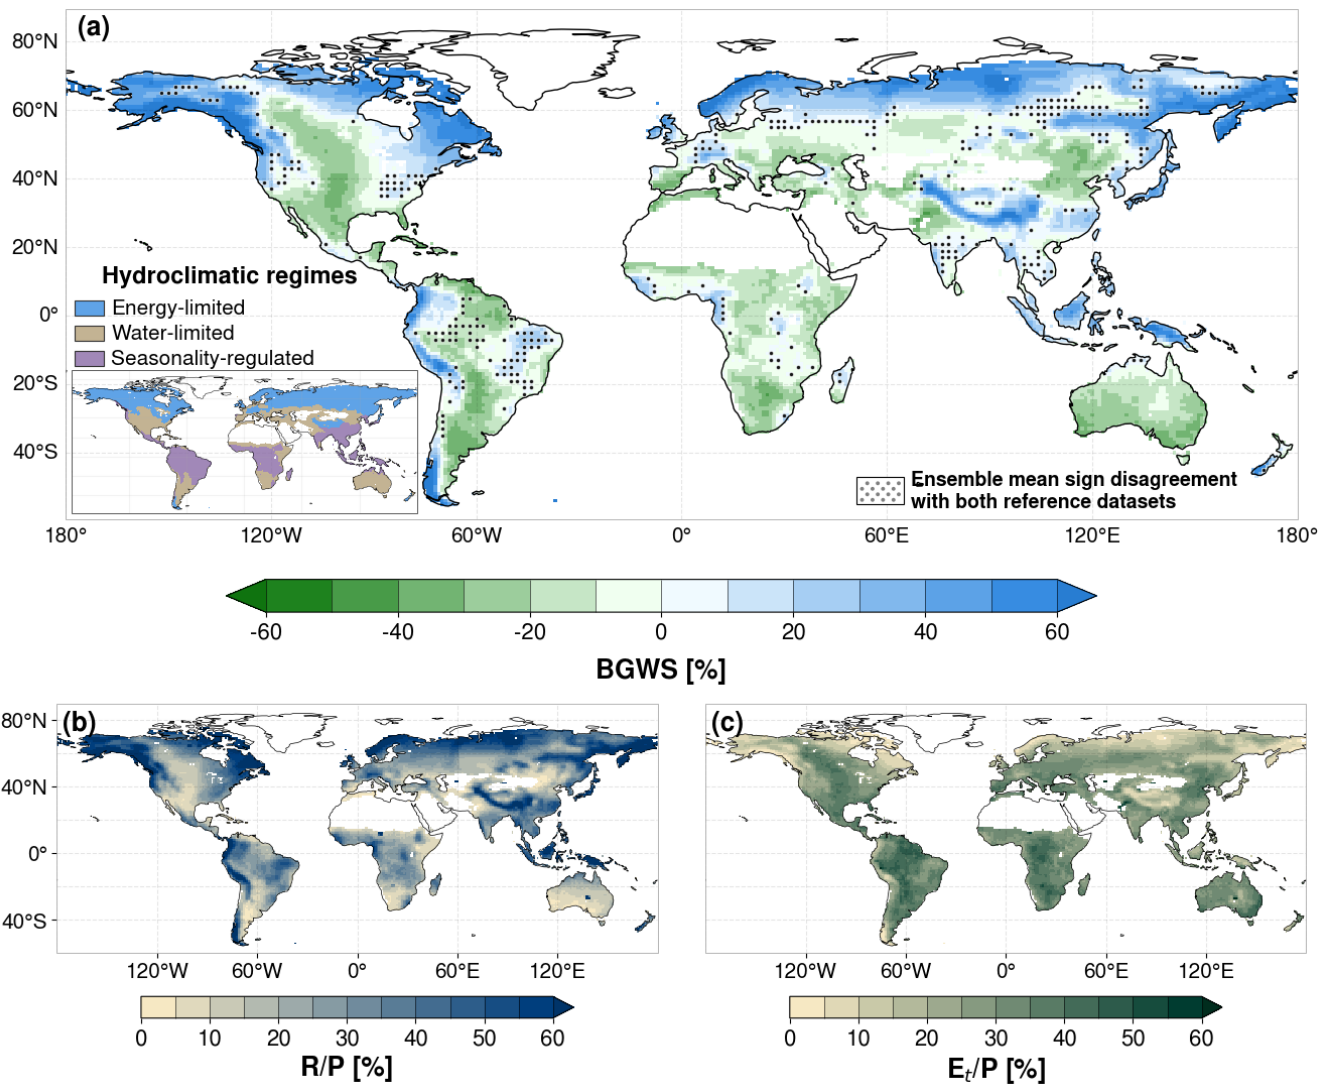 (a)
80°N
60°N
40°N
20°N
0°
20°S
40°S
Hydroclimatic regimes
Energy-limited
Water-limited
Seasonality-regulated
Ensemble mean sign disagreement
with both reference datasets
180° 120°W 60°W 0° 60°E 120°E 180°
-60 -40 -20 0 20 40 60
BGWS [%]
(b)
80°N
40°N
0°
40°S
120°W 60°W 0° 60°E 120°E
0 10 20 30 40 50 60
R/P [%]
(c)
120°W 60°W 0° 60°E 120°E
0 10 20 30 40 50 60
Eₜ/P [%]